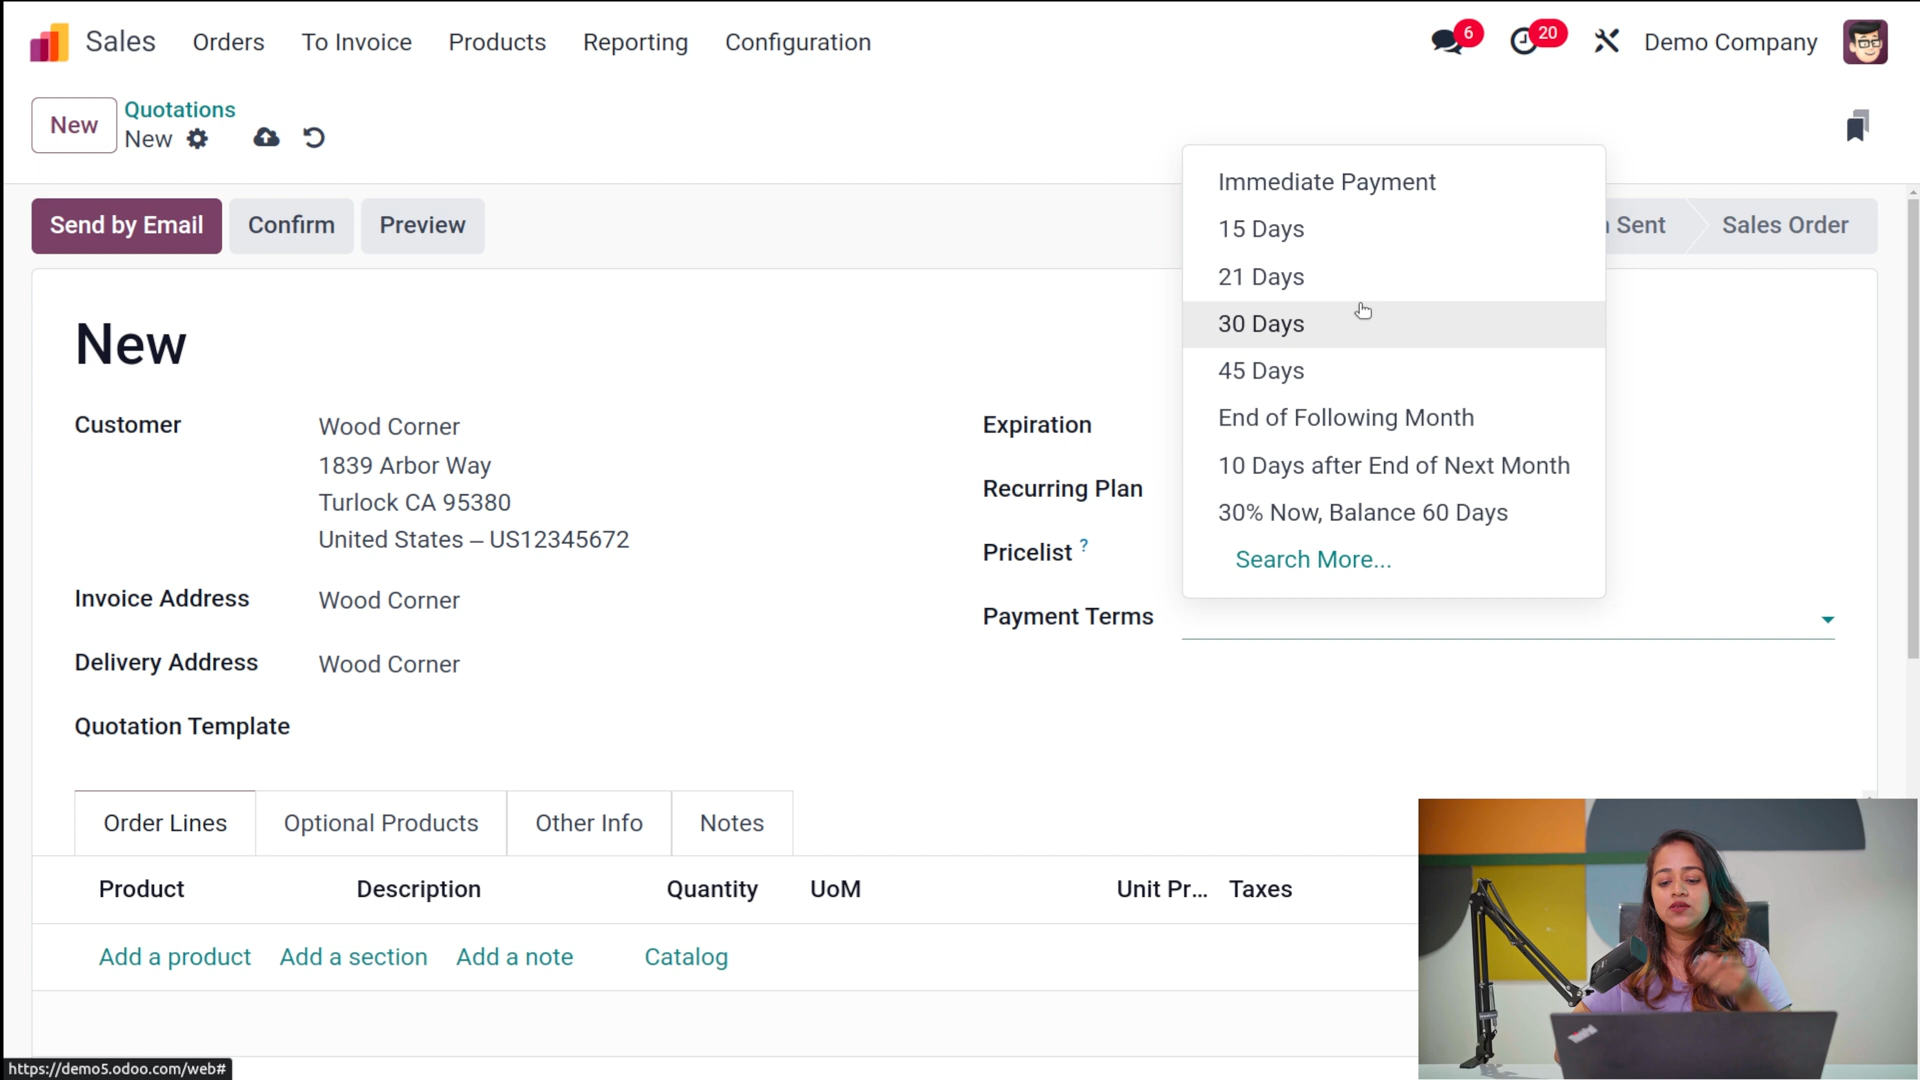 Sales Orders To Invoice Products Reporting Configuration 6 20 Demo Company
New Quotations
New
Send by Email Confirm Preview Sent Sales Order
Immediate Payment
15 Days
21 Days
30 Days
45 Days
End of Following Month
10 Days after End of Next Month
30% Now, Balance 60 Days
Search More...
New
Customer Wood Corner
1839 Arbor Way
Turlock CA 95380
United States – US12345672
Invoice Address Wood Corner
Delivery Address Wood Corner
Quotation Template
Expiration
Recurring Plan
Pricelist ?
Payment Terms
Order Lines Optional Products Other Info Notes
Product Description Quantity UoM Unit Pr... Taxes
Add a product Add a section Add a note Catalog
https://demo5.odoo.com/web#